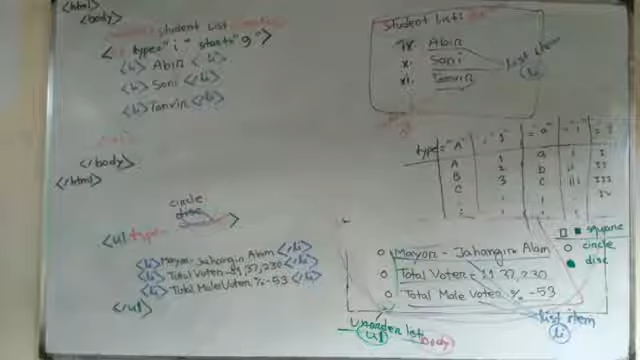 <html>
<body>
student list
type="i" start="9">
<li> Abir <li>
<li> Soni </li>
<li> Tanvir </li>
</body>
</html>
circle
disc
<ul type= >
<li> Mayor - Jahangir Alam </li>
<li> Total Voter - 11,37,230 </li>
<li> Total Male Voter % - 53 </li>
</ul>
Student list:
ix. Abir
x. Soni
xi. Tanvir
list item
(li)
type= "A" = "1" = "a" = "i"
A 1 a i I
B 2 b ii II
C 3 c iii III
square
circle
disc
Mayor - Jahangir Alam
Total Voter - 11,37,230
Total Male Voter % - 53
list item
li
ul
body